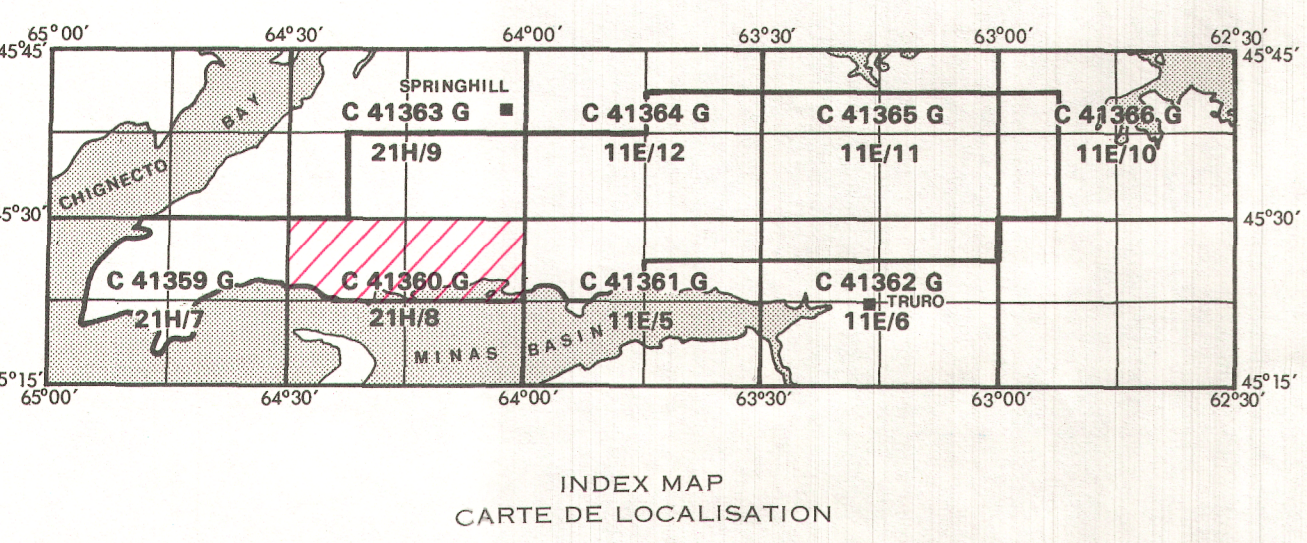 65°00′ 64°30′ 64°00′ 63°30′ 63°00′ 62°30′
45°45′ 45°45′
SPRINGHILL
C 41363 G C 41364 G C 41365 G C 41366 G
BAY
21H/9 11E/12 11E/11 11E/10
CHIGNECTO
5°30′ 45°30′
C 41359 G C 41360 G C 41361 G C 41362 G
TRURO
21H/7 21H/8 11E/5 11E/6
MINAS BASIN
5°15′ 45°15′
65°00′ 64°30′ 64°00′ 63°30′ 63°00′ 62°30′
INDEX MAP
CARTE DE LOCALISATION